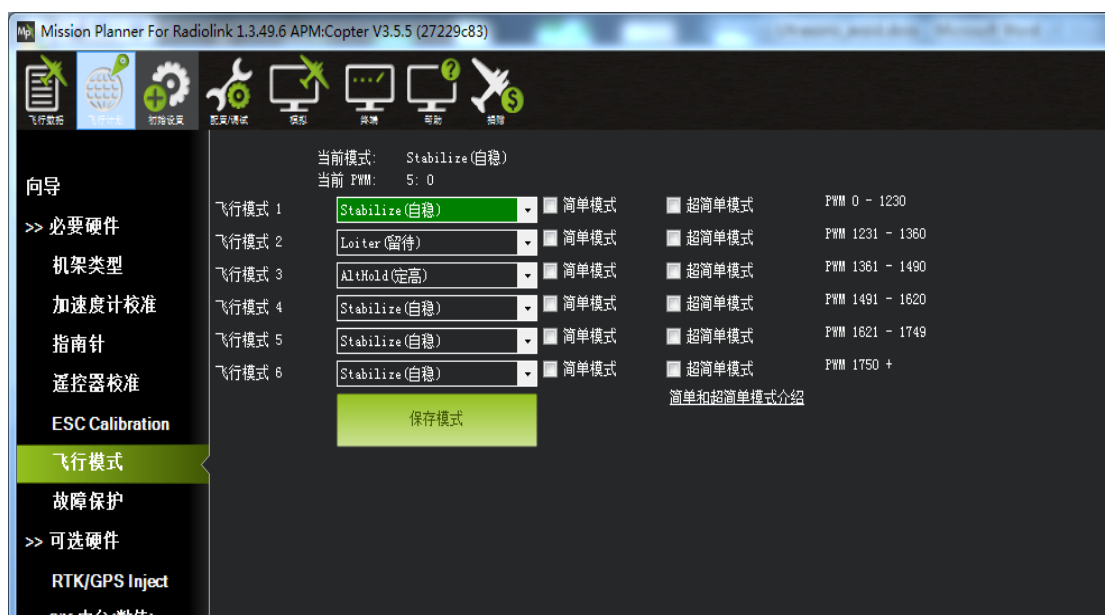 Mission Planner For Radiolink 1.3.49.6 APM:Copter V3.5.5 (27229c83)
飞行数据 飞行计划 初始设置 配置/调试 模拟 终端 帮助 捐赠
当前模式: Stabilize(自稳)
当前 PWM: 5: 0
向导
>> 必要硬件
机架类型
加速度计校准
指南针
遥控器校准
ESC Calibration
飞行模式
故障保护
>> 可选硬件
RTK/GPS Inject
飞行模式 1 Stabilize(自稳) 简单模式 超简单模式 PWM 0 - 1230
飞行模式 2 Loiter(留待) 简单模式 超简单模式 PWM 1231 - 1360
飞行模式 3 AltHold(定高) 简单模式 超简单模式 PWM 1361 - 1490
飞行模式 4 Stabilize(自稳) 简单模式 超简单模式 PWM 1491 - 1620
飞行模式 5 Stabilize(自稳) 简单模式 超简单模式 PWM 1621 - 1749
飞行模式 6 Stabilize(自稳) 简单模式 超简单模式 PWM 1750 +
简单和超简单模式介绍
保存模式